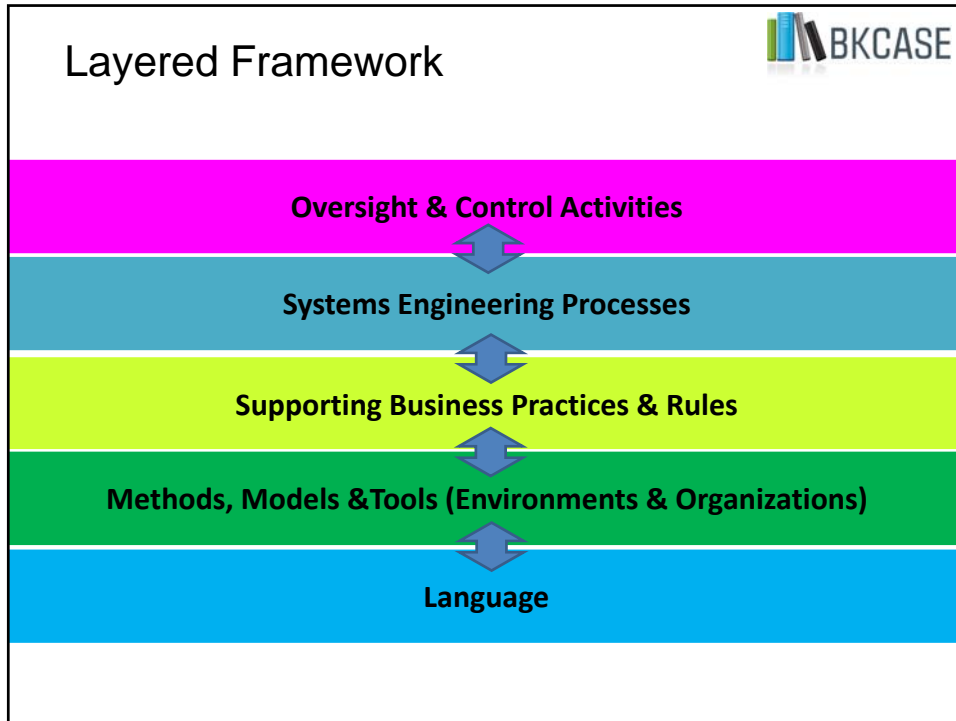 Layered Framework
BKCASE
Oversight & Control Activities
Systems Engineering Processes
Supporting Business Practices & Rules
Methods, Models &Tools (Environments & Organizations)
Language